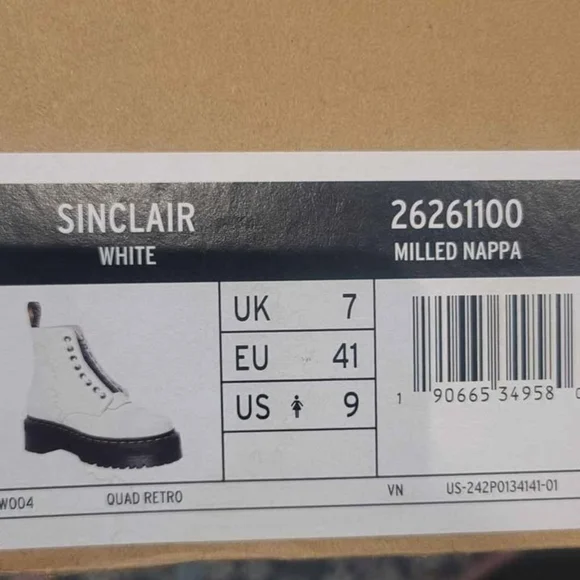 SINCLAIR
WHITE
26261100
MILLED NAPPA
UK 7
EU 41
US 9
1 90665 34958
W004 QUAD RETRO VN US-242P0134141-01